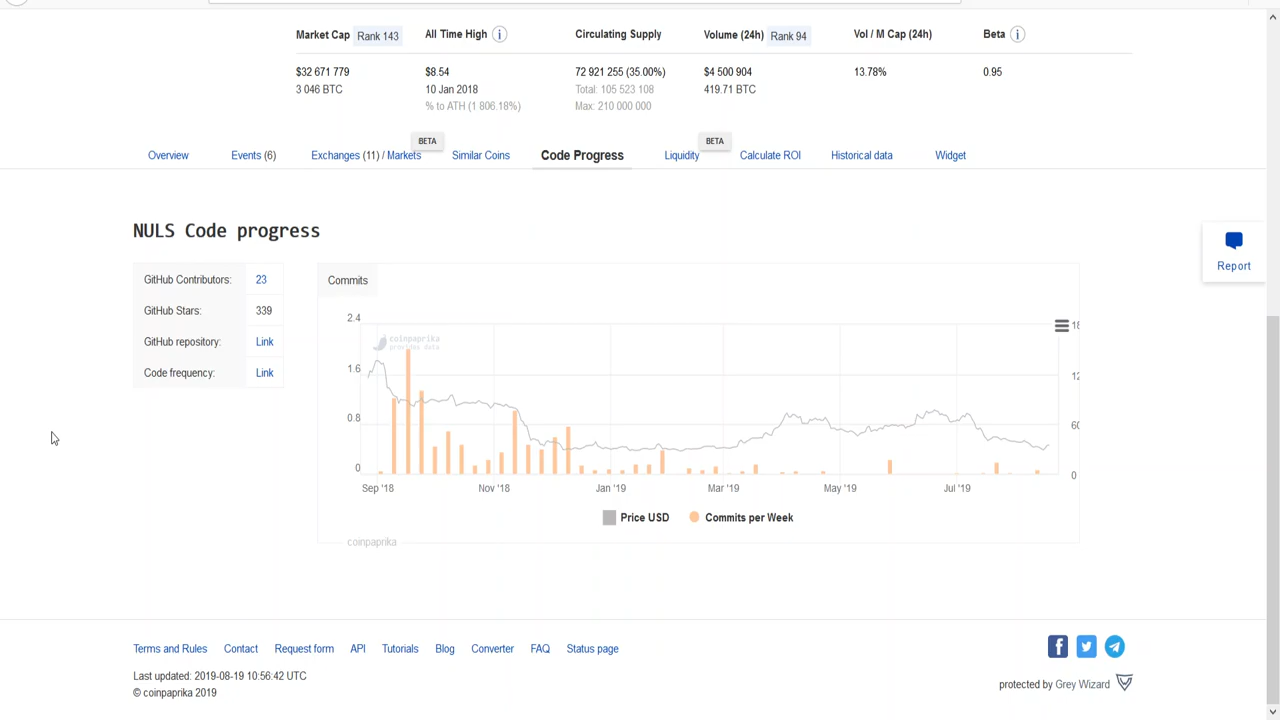 Market Cap Rank 143 All Time High Circulating Supply Volume (24h) Rank 94 Vol / M Cap (24h) Beta
$32 671 779 $8.54 72 921 255 (35.00%) $4 500 904 13.78% 0.95
3 046 BTC 10 Jan 2018 Total: 105 523 108 419.71 BTC
% to ATH (1 806.18%) Max: 210 000 000
BETA BETA
Overview Events (6) Exchanges (11) / Markets Similar Coins Code Progress Liquidity Calculate ROI Historical data Widget
NULS Code progress
Report
GitHub Contributors: 23
GitHub Stars: 339
GitHub repository: Link
Code frequency: Link
Commits
2.4 18
coinpaprika
provides data
1.6 12
0.8 60
0 0
Sep '18 Nov '18 Jan '19 Mar '19 May '19 Jul '19
Price USD Commits per Week
coinpaprika
Terms and Rules Contact Request form API Tutorials Blog Converter FAQ Status page
Last updated: 2019-08-19 10:56:42 UTC
© coinpaprika 2019
protected by Grey Wizard